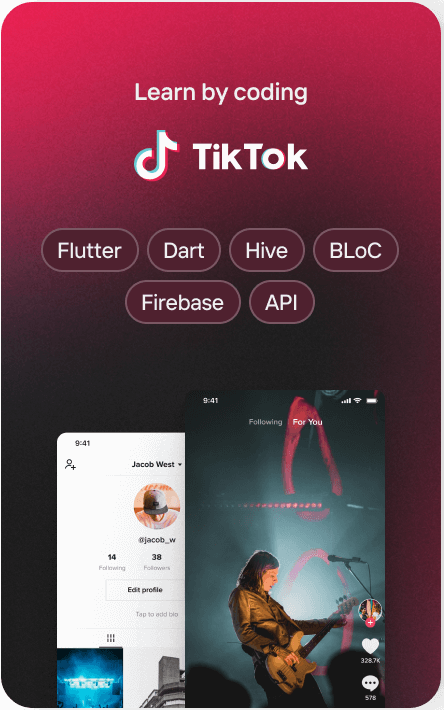 Learn by coding
TikTok
Flutter Dart Hive BLoC
Firebase API
9:41
Jacob West
@jacob_w
14 38
Following Followers
Edit profile
Tap to add bio
9:41
Following For You
328.7K
578